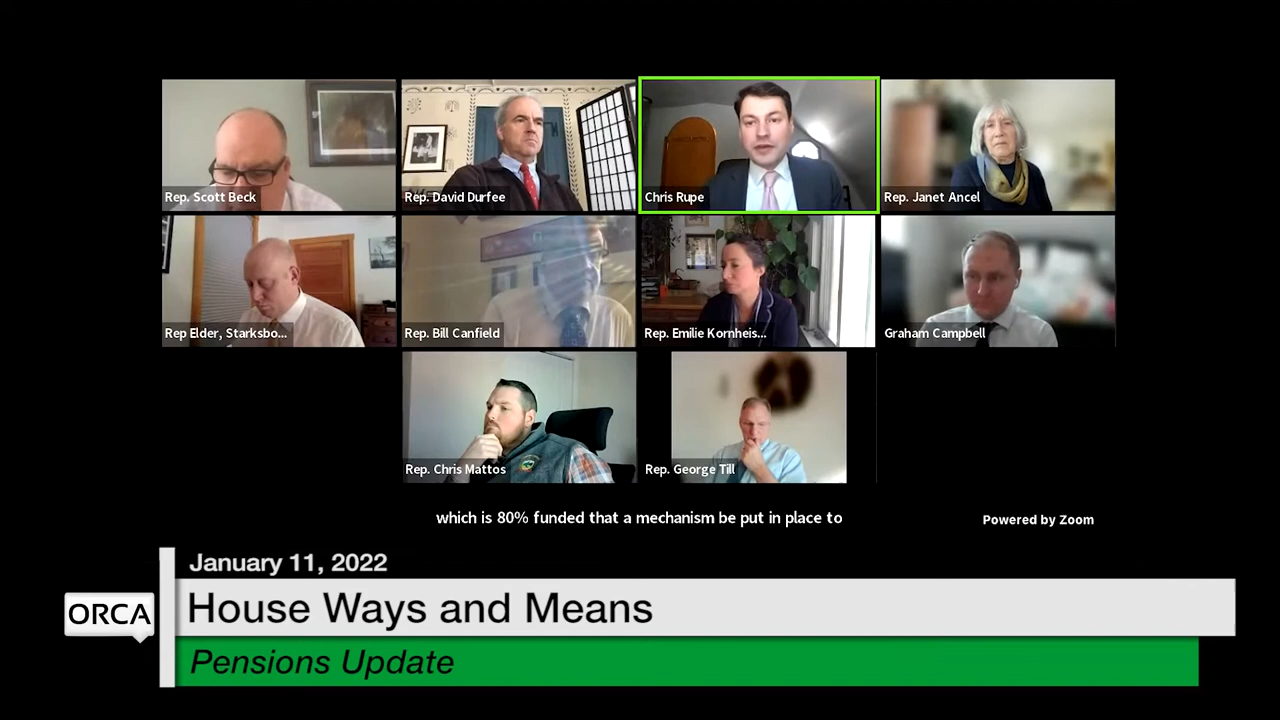 Rep. Scott Beck
Rep. David Durfee
Chris Rupe
Rep. Janet Ancel
Rep Elder, Starksbo...
Rep. Bill Canfield
Rep. Emilie Kornheis...
Graham Campbell
Rep. Chris Mattos
Rep. George Till
which is 80% funded that a mechanism be put in place to
Powered by Zoom
January 11, 2022
ORCA
House Ways and Means
Pensions Update